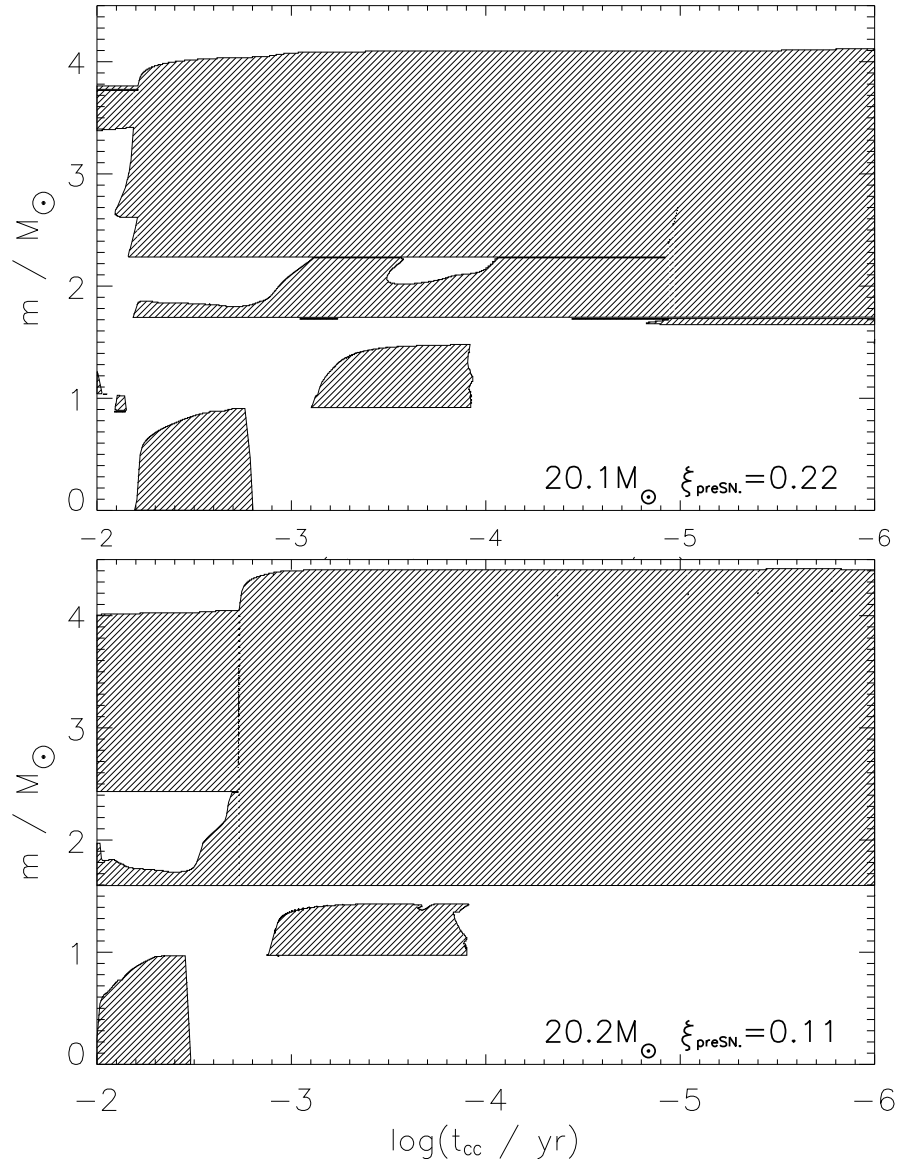 4
3
2
1
0
m / M⊙
20.1M⊙ ξpreSN.=0.22
−2 −3 −4 −5 −6
4
3
2
1
0
m / M⊙
20.2M⊙ ξpreSN.=0.11
−2 −3 −4 −5 −6
log(tcc / yr)